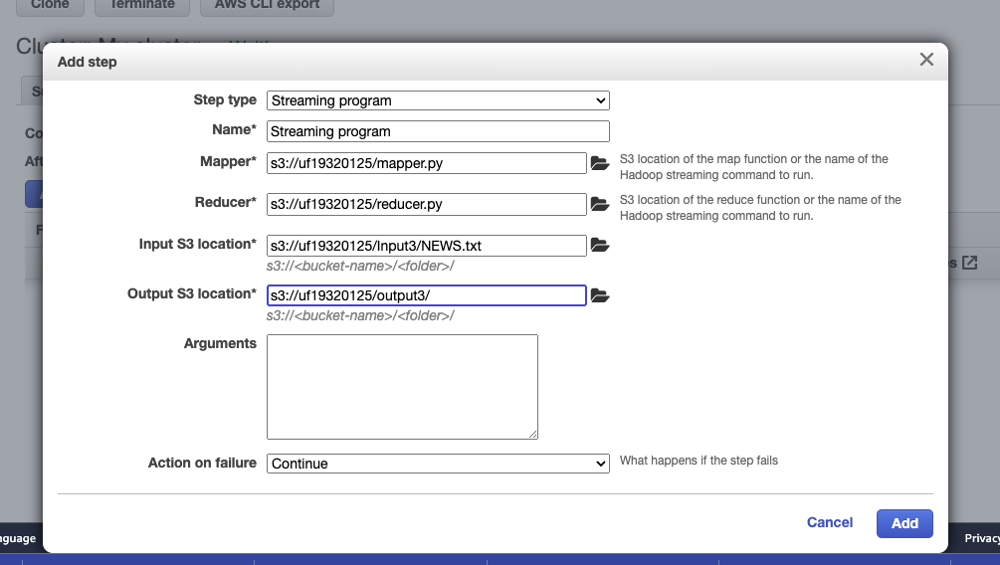 Clone
Terminate
AWS CLI export
Add step
Step type
Streaming program
Name*
Streaming program
Mapper*
s3://uf19320125/mapper.py
S3 location of the map function or the name of the
Hadoop streaming command to run.
Reducer*
s3://uf19320125/reducer.py
S3 location of the reduce function or the name of the
Hadoop streaming command to run.
Input S3 location*
s3://uf19320125/Input3/NEWS.txt
s3://<bucket-name>/<folder>/
Output S3 location*
s3://uf19320125/output3/
s3://<bucket-name>/<folder>/
Arguments
Action on failure
Continue
What happens if the step fails
Cancel
Add
nguage
Privacy